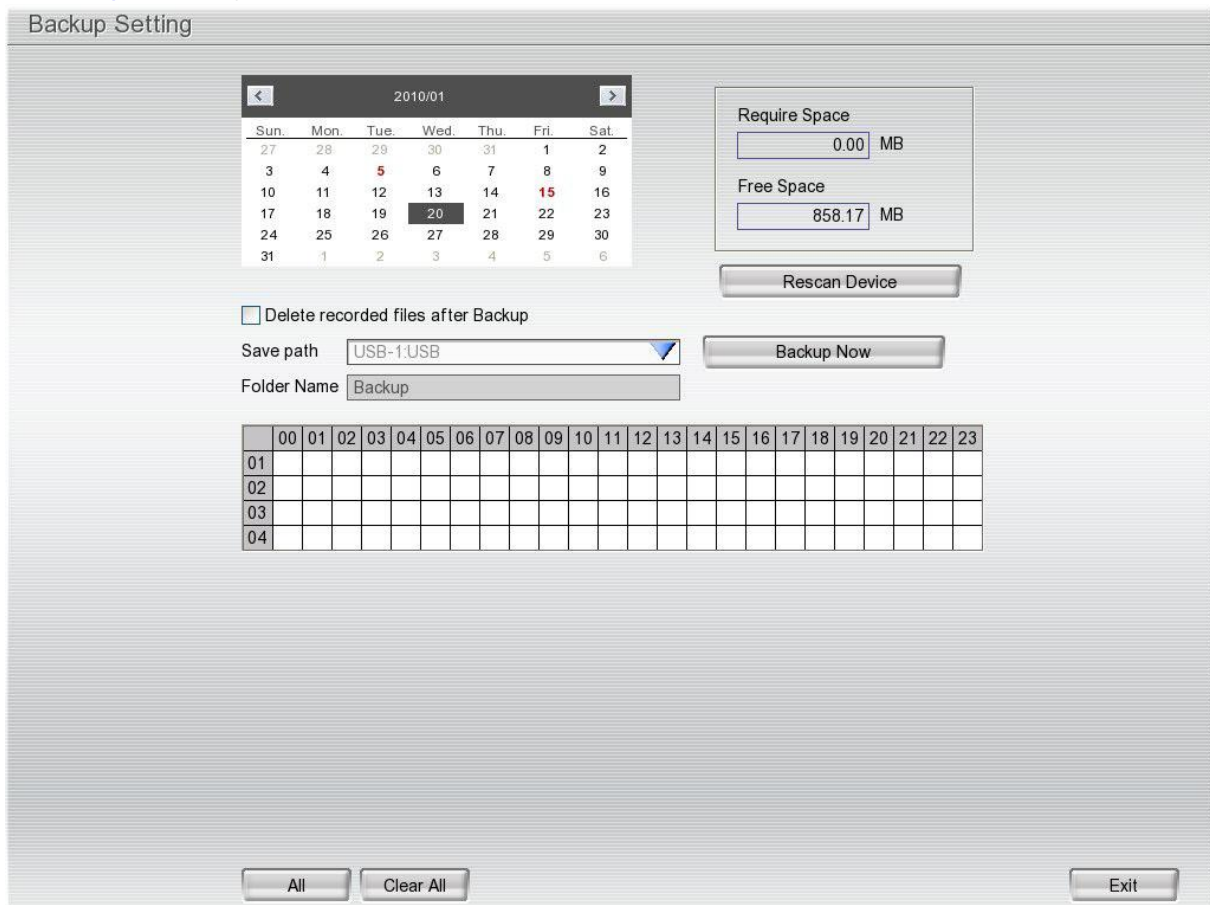 Backup Setting
< 2010/01 >
Sun. Mon. Tue. Wed. Thu. Fri. Sat.
27 28 29 30 31 1 2
3 4 5 6 7 8 9
10 11 12 13 14 15 16
17 18 19 20 21 22 23
24 25 26 27 28 29 30
31 1 2 3 4 5 6
Require Space
0.00 MB
Free Space
858.17 MB
Rescan Device
Delete recorded files after Backup
Save path USB-1:USB
Backup Now
Folder Name Backup
00 01 02 03 04 05 06 07 08 09 10 11 12 13 14 15 16 17 18 19 20 21 22 23
01
02
03
04
All Clear All Exit